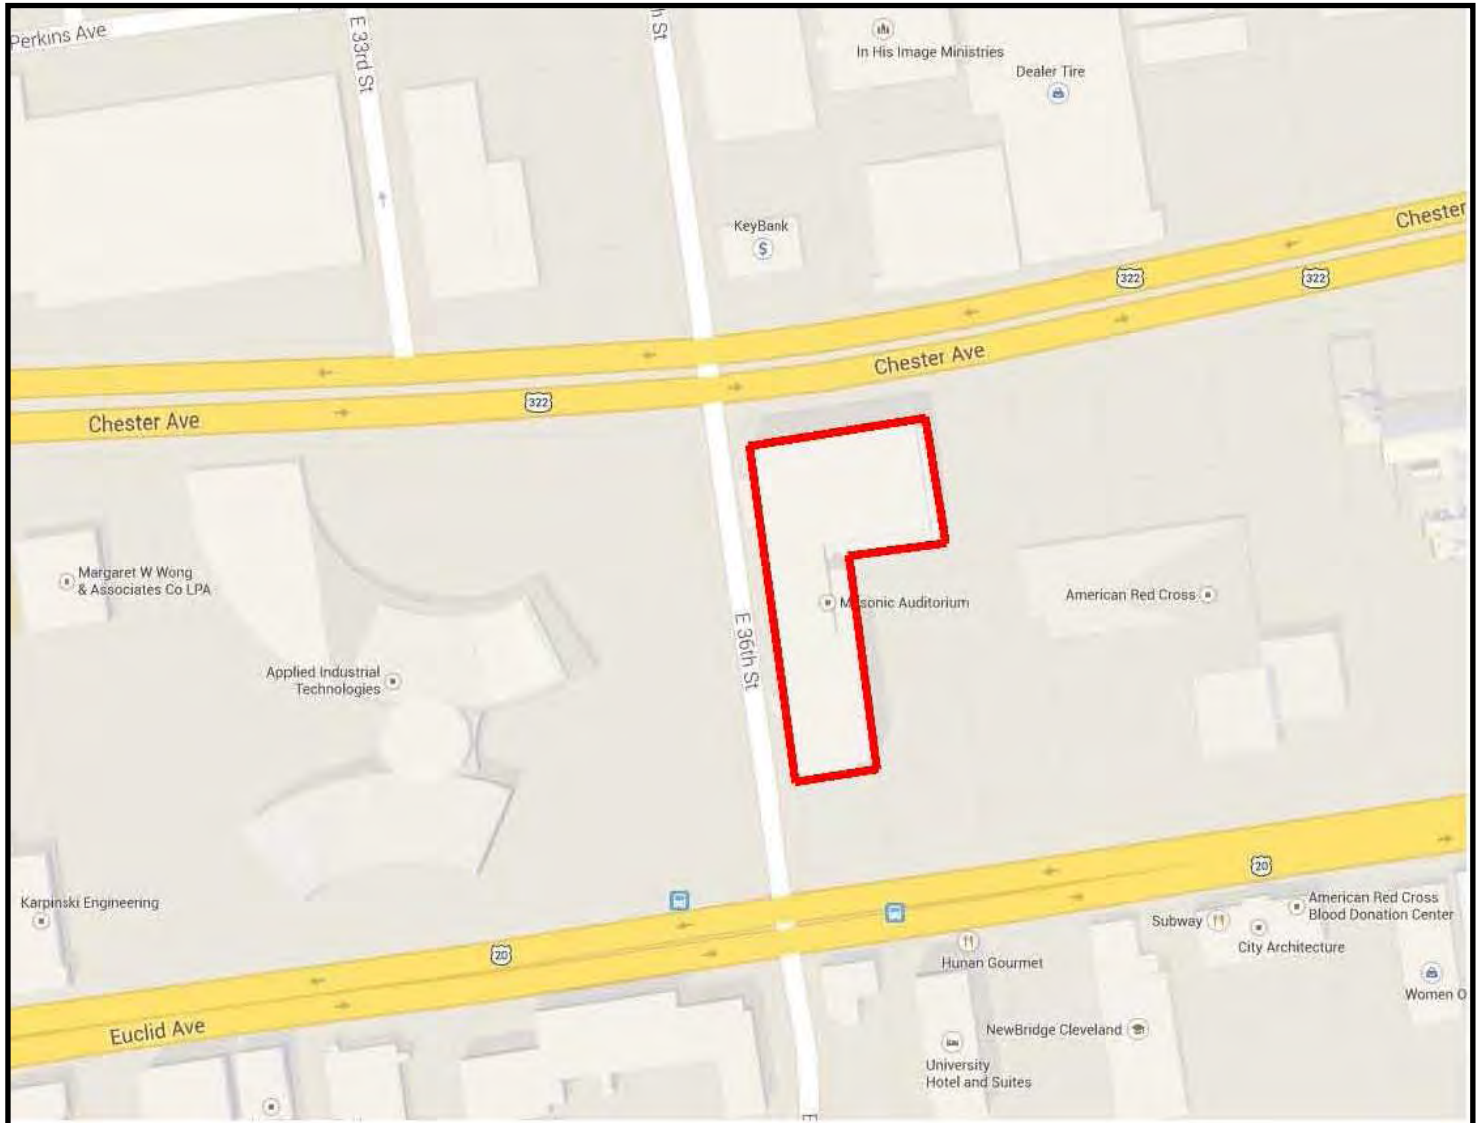 Perkins Ave
E 33rd St
h St
In His Image Ministries
Dealer Tire
KeyBank
$
Chester
322
322
Chester Ave
322
Chester Ave
Margaret W Wong
& Associates Co LPA
Masonic Auditorium
American Red Cross
E 36th St
Applied Industrial
Technologies
20
Karpinski Engineering
American Red Cross
Blood Donation Center
Subway
City Architecture
20
Hunan Gourmet
Women O
Euclid Ave
NewBridge Cleveland
University
Hotel and Suites
E